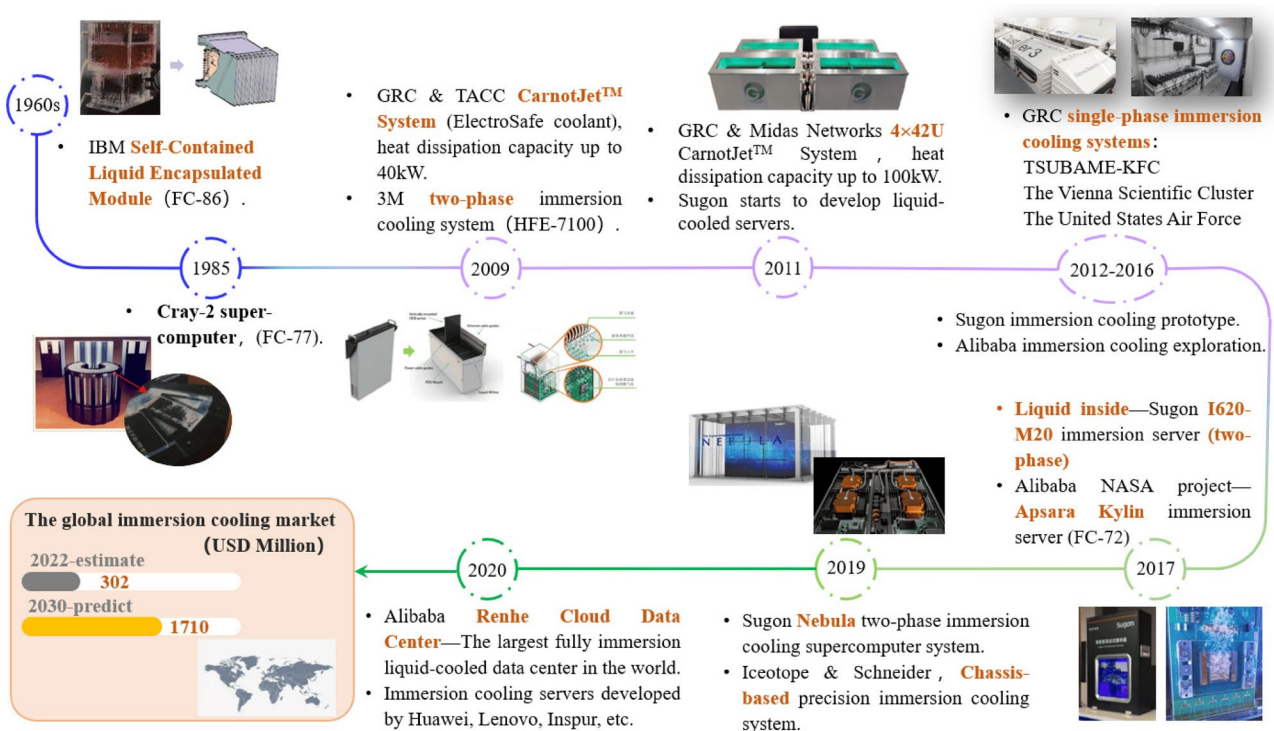 1960s
• IBM Self-Contained
Liquid Encapsulated
Module（FC-86）.
• GRC & TACC CarnotJet™
System (ElectroSafe coolant),
heat dissipation capacity up to
40kW.
• 3M two-phase immersion
cooling system（HFE-7100）.
• GRC & Midas Networks 4×42U
CarnotJet™ System , heat
dissipation capacity up to 100kW.
• Sugon starts to develop liquid-
cooled servers.
• GRC single-phase immersion
cooling systems：
TSUBAME-KFC
The Vienna Scientific Cluster
The United States Air Force
1985
2009
2011
2012-2016
• Cray-2 super-
computer，(FC-77).
• Sugon immersion cooling prototype.
• Alibaba immersion cooling exploration.
NEBULA
• Liquid inside—Sugon I620-
M20 immersion server (two-
phase)
• Alibaba NASA project—
Apsara Kylin immersion
server (FC-72)
2020
2019
2017
The global immersion cooling market
（USD Million）
2022-estimate
302
2030-predict
1710
• Alibaba Renhe Cloud Data
Center—The largest fully immersion
liquid-cooled data center in the world.
• Immersion cooling servers developed
by Huawei, Lenovo, Inspur, etc.
• Sugon Nebula two-phase immersion
cooling supercomputer system.
• Iceotope & Schneider , Chassis-
based precision immersion cooling
system.
sugon